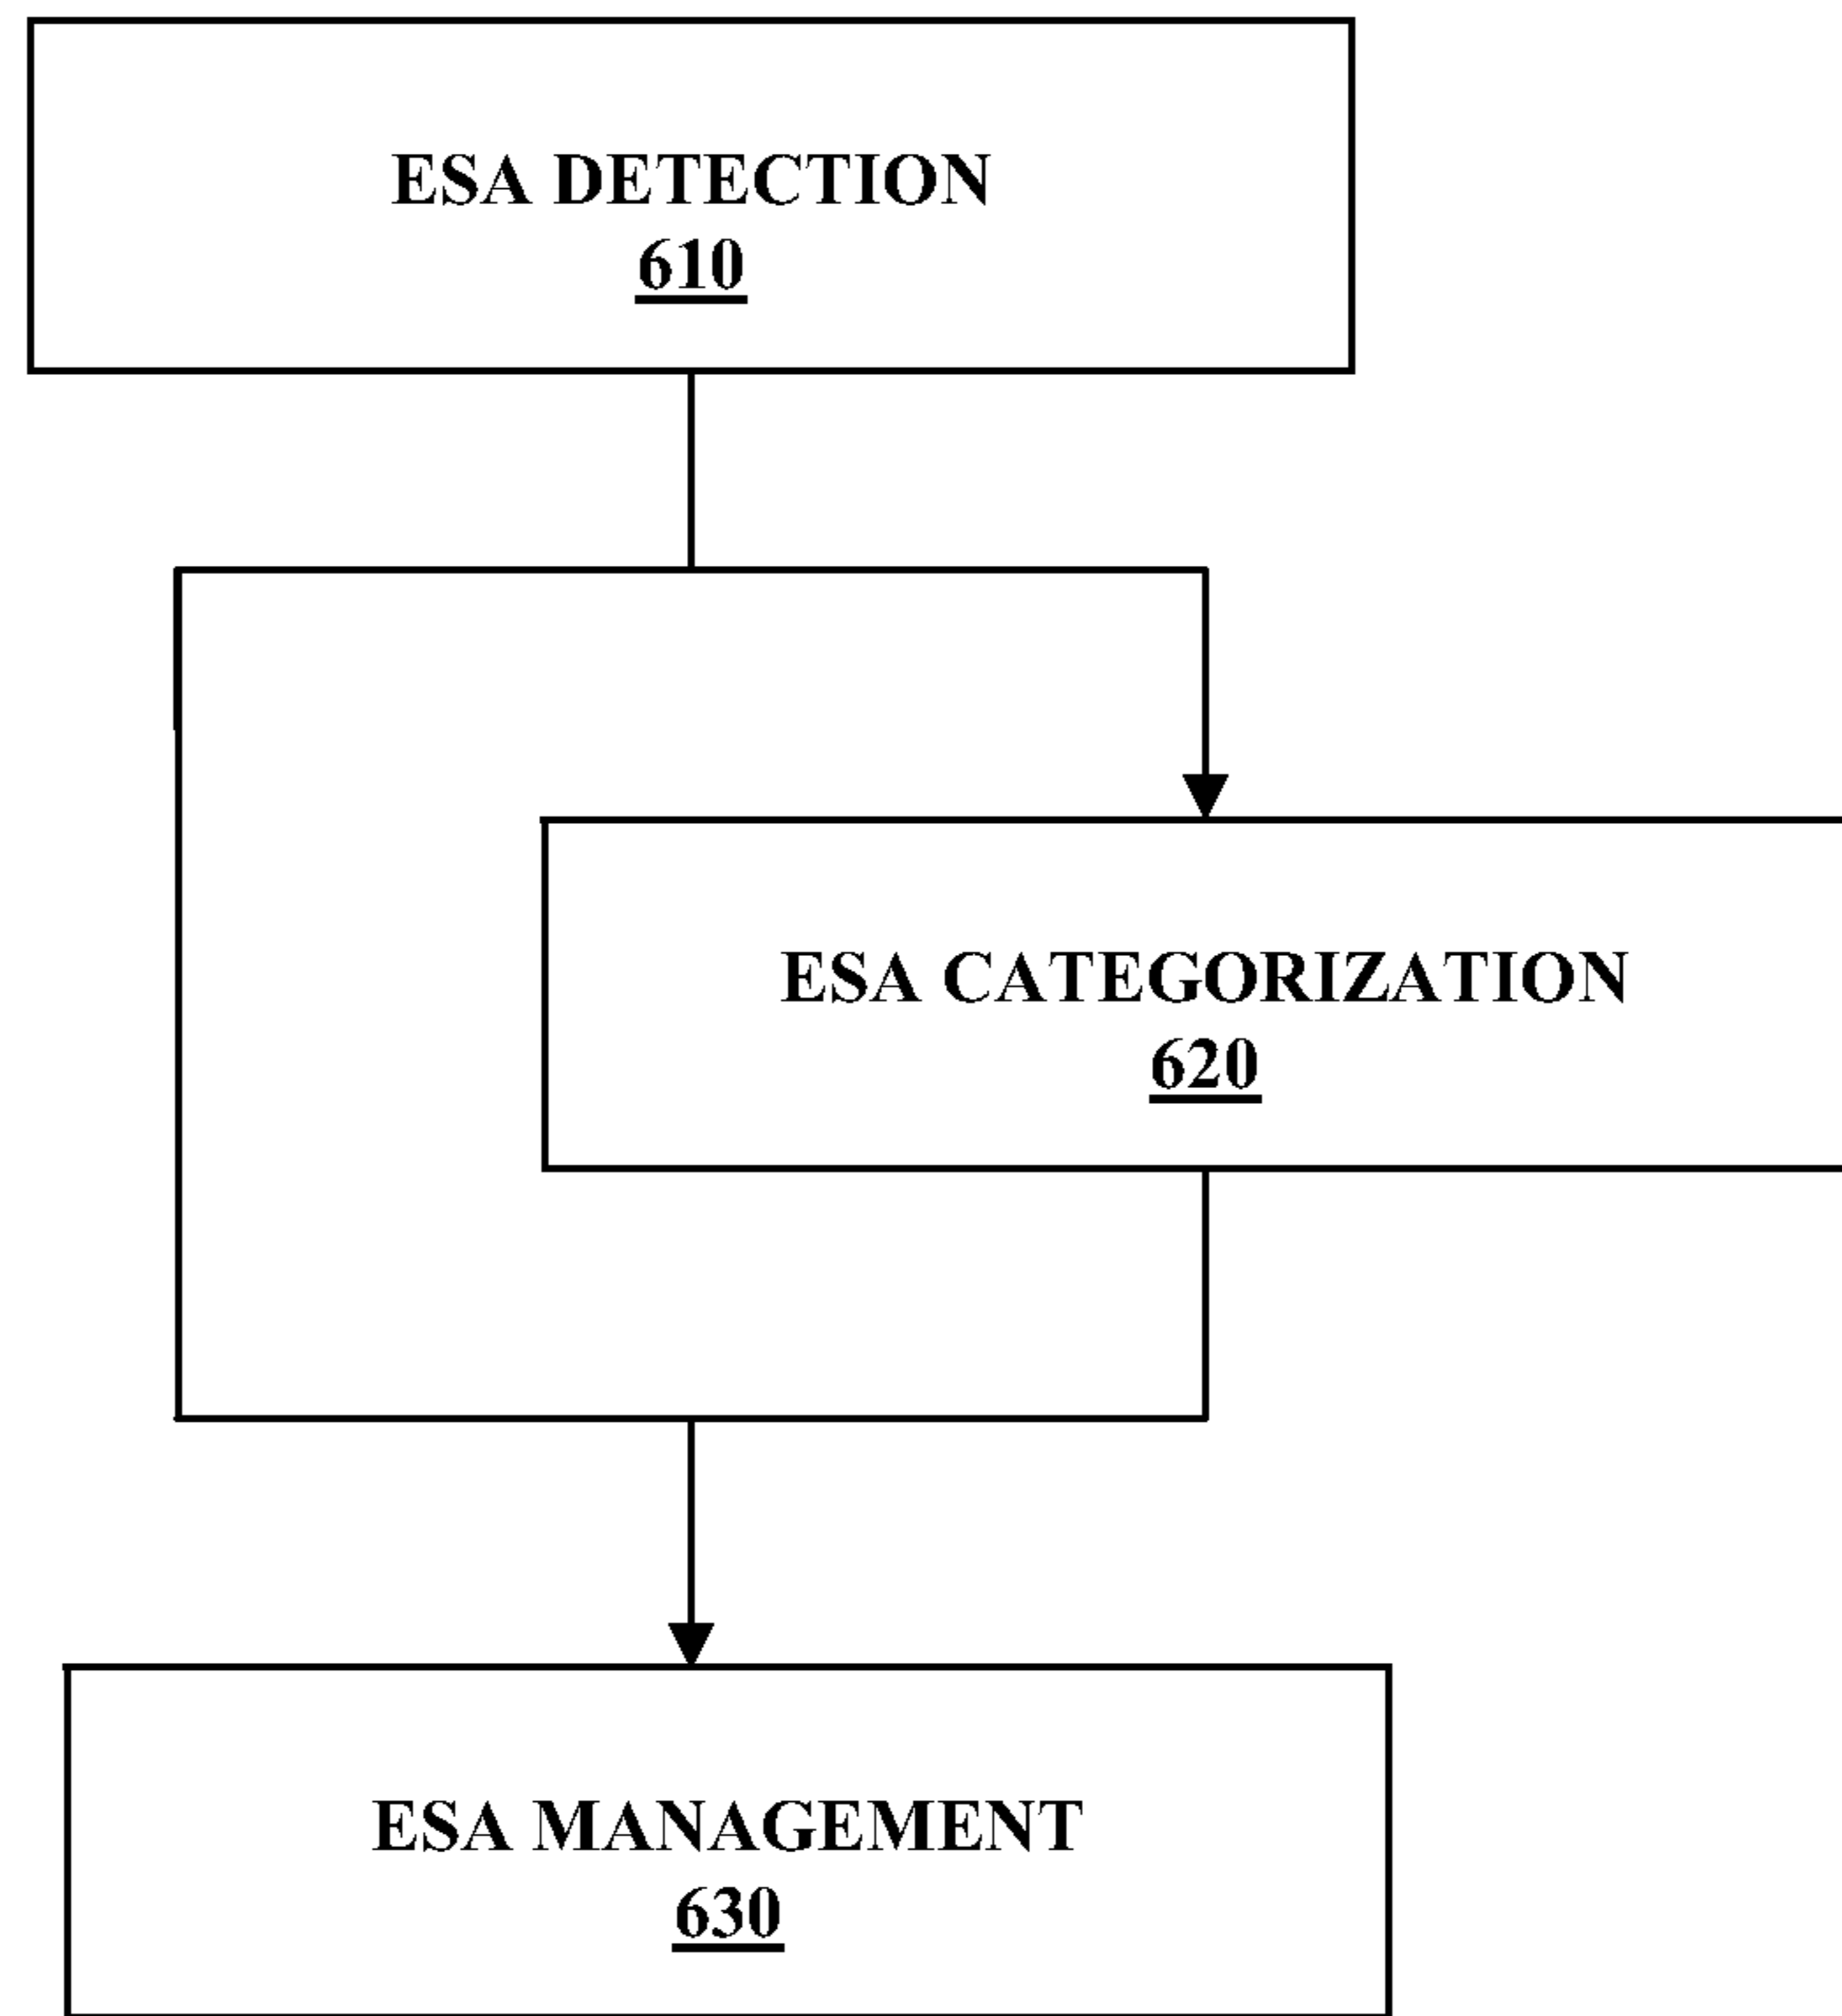 ESA DETECTION
610
ESA CATEGORIZATION
620
ESA MANAGEMENT
630